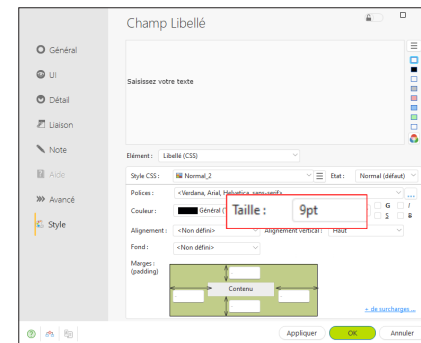 Champ Libellé
Général
UI
Détail
Liaison
Note
Aide
Avancé
Style
Saisissez votre texte
Elément : Libellé (CSS)
Style CSS : Normal_2 Etat : Normal (défaut)
Polices : <Verdana, Arial, Helvetica, sans-serif>
Couleur : Général ( Taille : 9pt G I
S S
Alignement : <Non défini> Alignement vertical : Haut
Fond : <Non défini>
Marges :
(padding)
Contenu
+ de surcharges ...
Appliquer OK Annuler